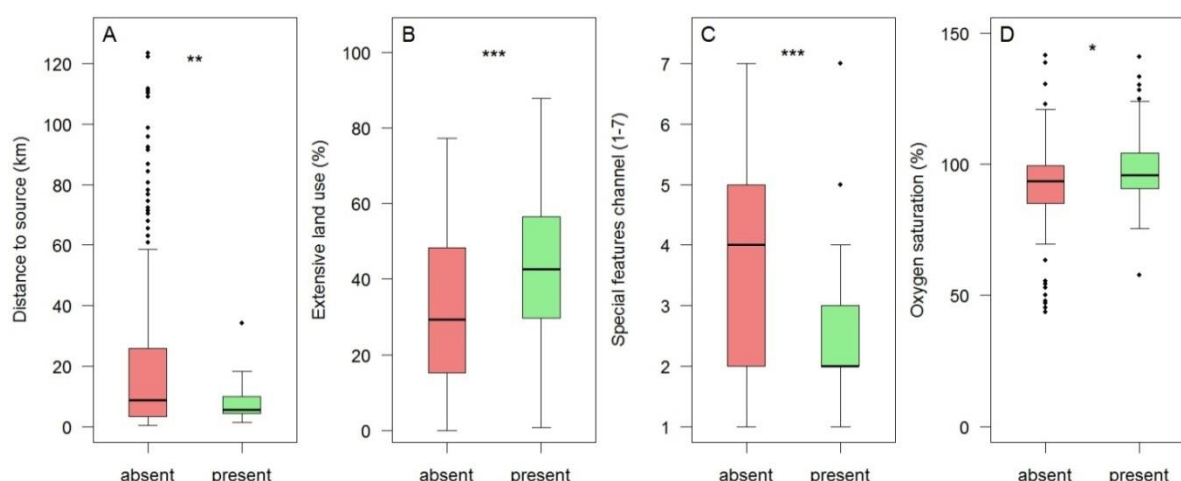 A
**
Distance to source (km)
120
100
80
60
40
20
0
absent present
B
***
Extensive land use (%)
100
80
60
40
20
0
absent present
C
***
Special features channel (1-7)
7
6
5
4
3
2
1
absent present
D
*
Oxygen saturation (%)
150
100
50
0
absent present